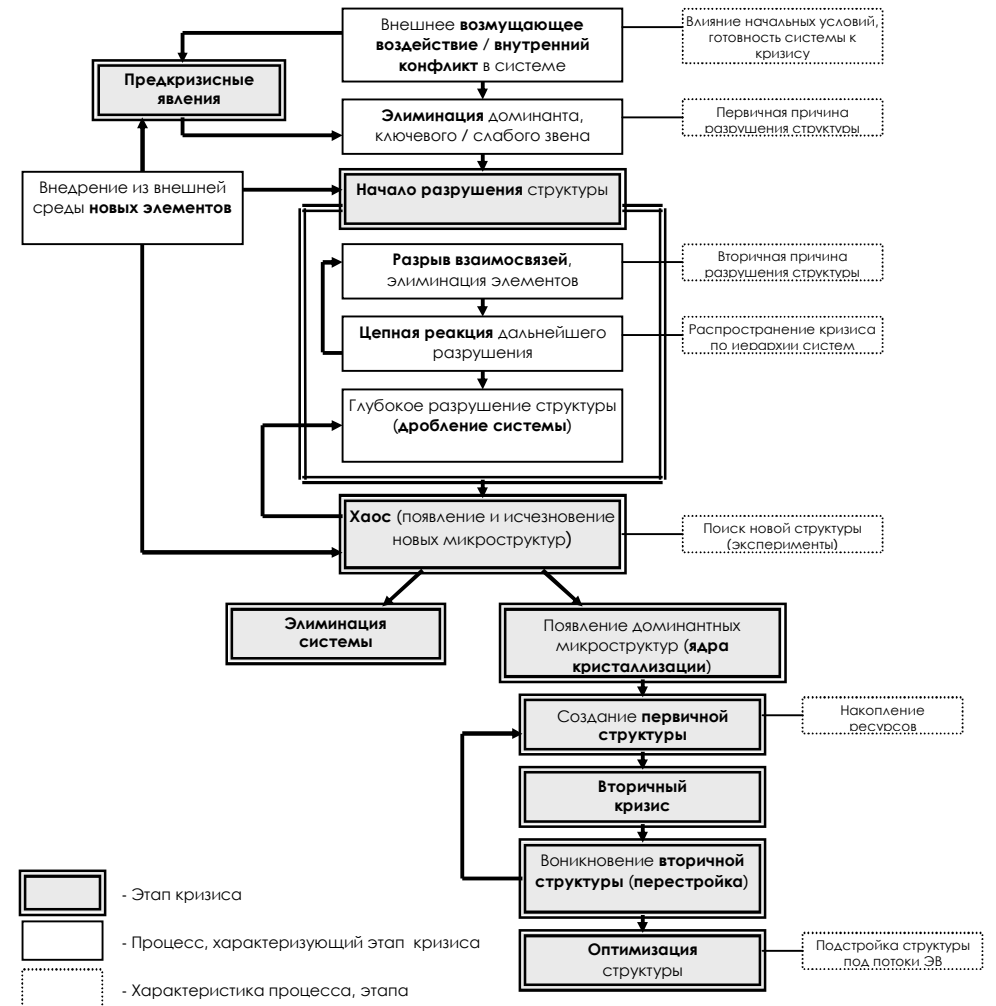 Внешнее возмущающее
воздействие / внутренний
конфликт в системе
Влияние начальных условий,
готовность системы к
кризису
Предкризисные
явления
Элиминация доминанта,
ключевого / слабого звена
Первичная причина
разрушения структуры
Внедрение из внешней
среды новых элементов
Начало разрушения структуры
Разрыв взаимосвязей,
элиминация элементов
Вторичная причина
разрушения структуры
Цепная реакция дальнейшего
разрушения
Распространение кризиса
по иерархии систем
Глубокое разрушение структуры
(дробление системы)
Хаос (появление и исчезновение
новых микроструктур)
Поиск новой структуры
(эксперименты)
Элиминация
системы
Появление доминантных
микроструктур (ядра
кристаллизации)
Создание первичной
структуры
Накопление
ресурсов
Вторичный
кризис
Воникновение вторичной
структуры (перестройка)
Оптимизация
структуры
Подстройка структуры
под потоки ЭВ
- Этап кризиса
- Процесс, характеризующий этап кризиса
- Характеристика процесса, этапа